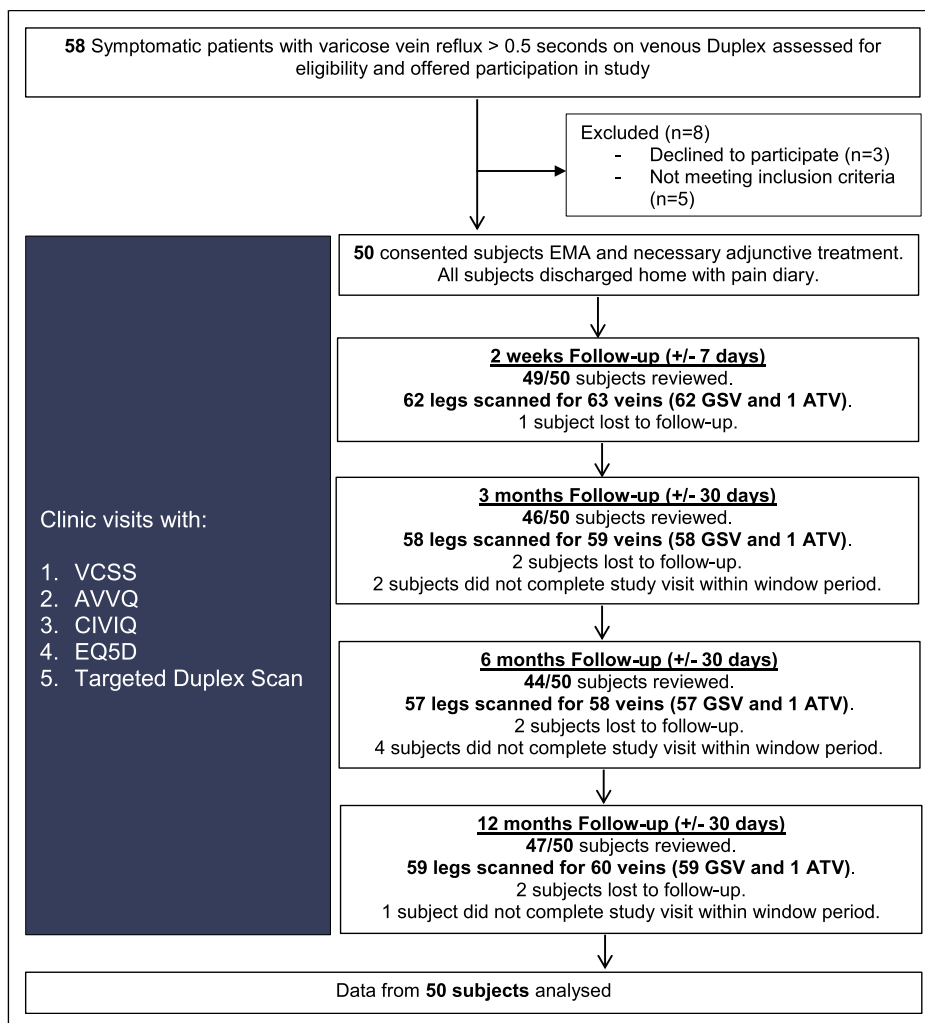 58 Symptomatic patients with varicose vein reflux > 0.5 seconds on venous Duplex assessed for
eligibility and offered participation in study
Excluded (n=8)
- Declined to participate (n=3)
- Not meeting inclusion criteria
(n=5)
50 consented subjects EMA and necessary adjunctive treatment.
All subjects discharged home with pain diary.
2 weeks Follow-up (+/- 7 days)
49/50 subjects reviewed.
62 legs scanned for 63 veins (62 GSV and 1 ATV).
1 subject lost to follow-up.
3 months Follow-up (+/- 30 days)
46/50 subjects reviewed.
58 legs scanned for 59 veins (58 GSV and 1 ATV).
2 subjects lost to follow-up.
2 subjects did not complete study visit within window period.
Clinic visits with:
1. VCSS
2. AVVQ
3. CIVIQ
4. EQ5D
5. Targeted Duplex Scan
6 months Follow-up (+/- 30 days)
44/50 subjects reviewed.
57 legs scanned for 58 veins (57 GSV and 1 ATV).
2 subjects lost to follow-up.
4 subjects did not complete study visit within window period.
12 months Follow-up (+/- 30 days)
47/50 subjects reviewed.
59 legs scanned for 60 veins (59 GSV and 1 ATV).
2 subjects lost to follow-up.
1 subject did not complete study visit within window period.
Data from 50 subjects analysed